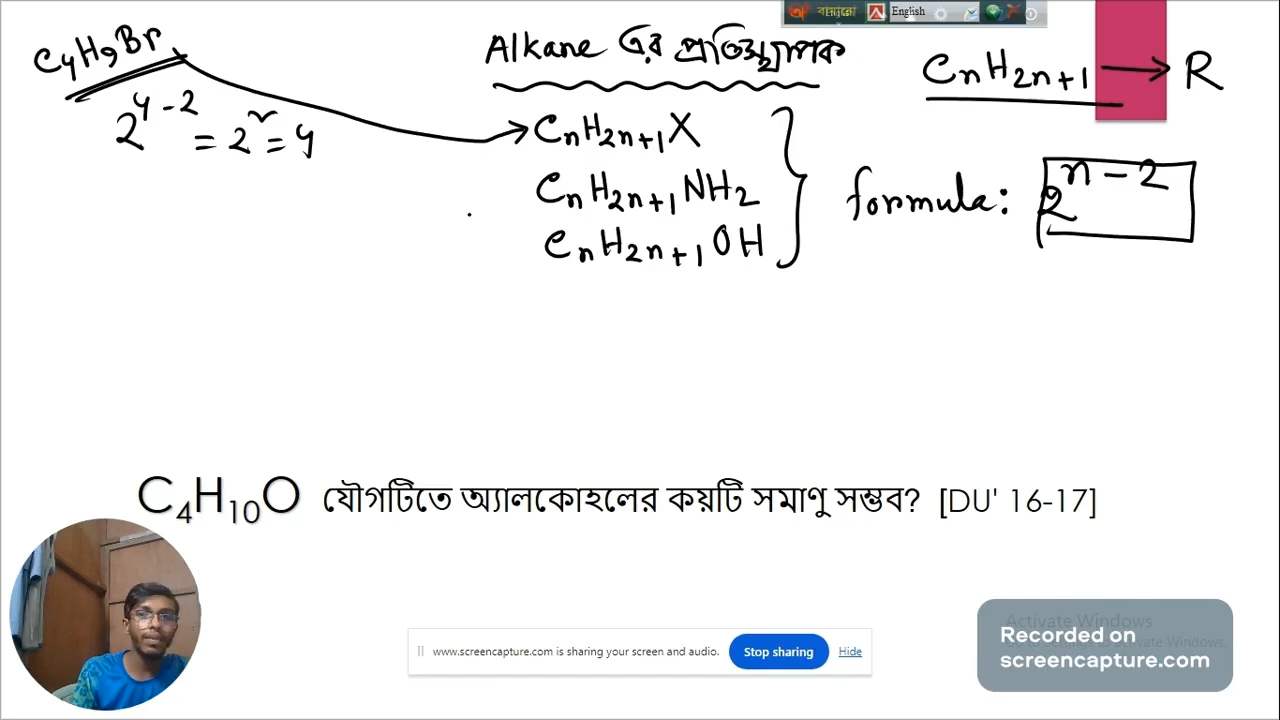 English
C4H9Br
Alkane এর প্রতিস্থাপক
CnH2n+1 → R
2^4-2 = 2^২ = 4
CnH2n+1X
CnH2n+1NH2
CnH2n+1OH
formula: 2^n-2
C4H10O যৌগটিতে অ্যালকোহলের কয়টি সমাণু সম্ভব? [DU' 16-17]
www.screencapture.com is sharing your screen and audio.
Stop sharing
Hide
Activate Windows
Recorded on
screencapture.com